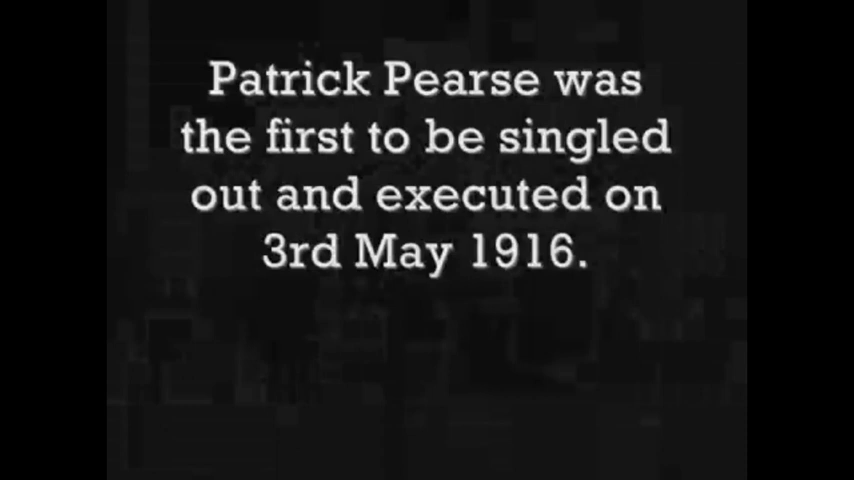 Patrick Pearse was
the first to be singled
out and executed on
3rd May 1916.